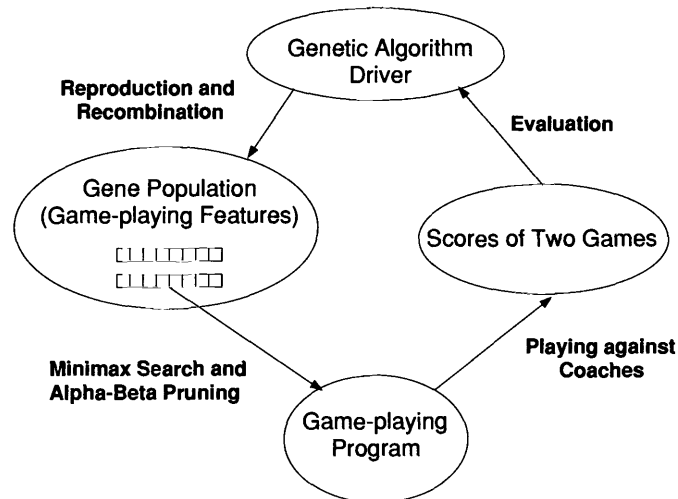 Genetic Algorithm
Driver
Reproduction and
Recombination
Evaluation
Gene Population
(Game-playing Features)
Scores of Two Games
Minimax Search and
Alpha-Beta Pruning
Playing against
Coaches
Game-playing
Program